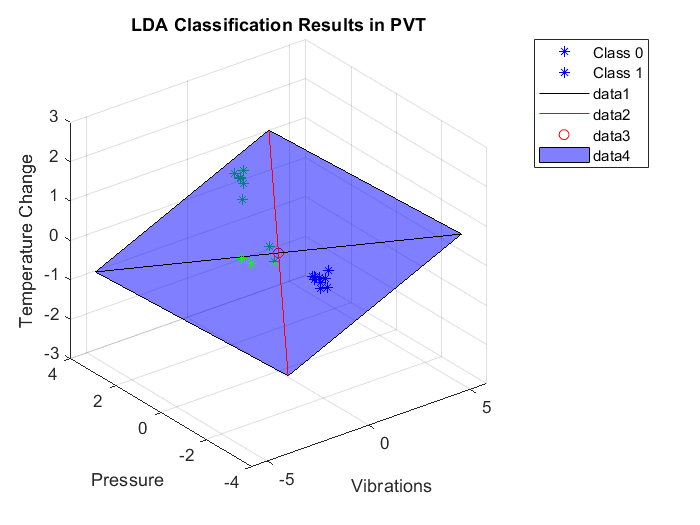 LDA Classification Results in PVT
Class 0
Class 1
data1
data2
data3
data4
Temperature Change
3
2
1
0
-1
-2
-3
4
2
0
-2
-4
Pressure
-5
0
5
Vibrations